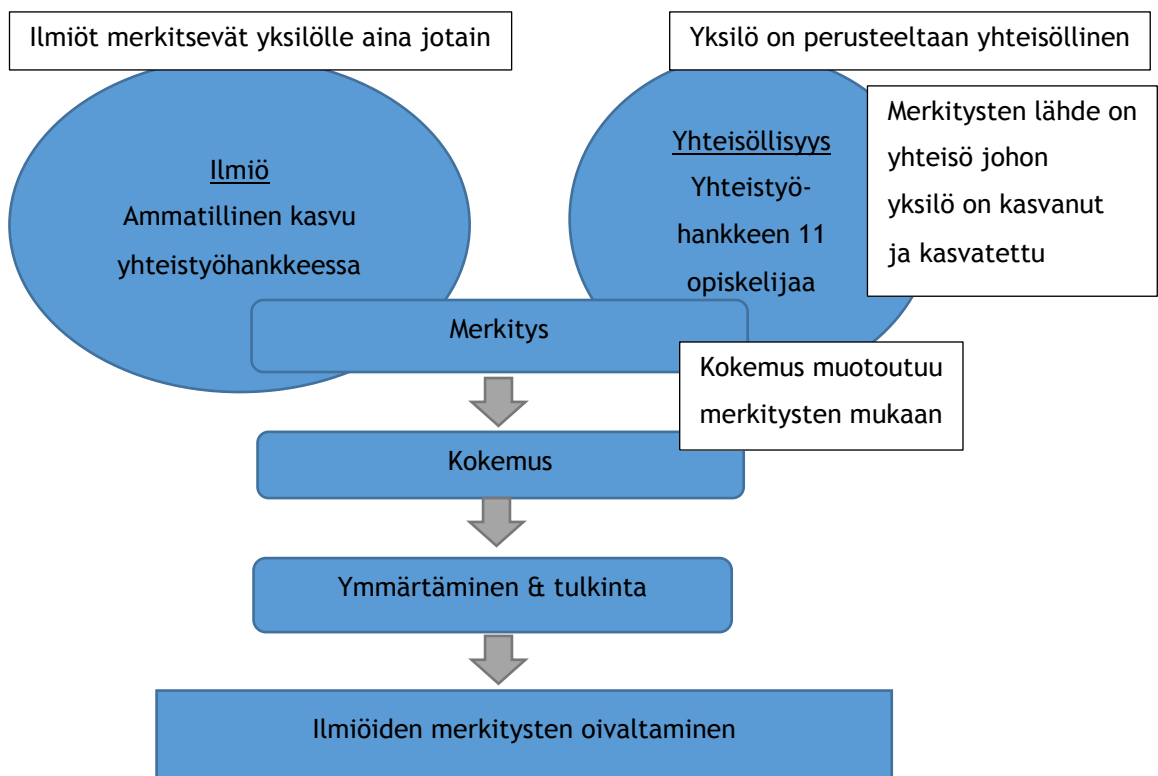 Ilmiöt merkitsevät yksilölle aina jotain
Yksilö on perusteeltaan yhteisöllinen
Ilmiö
Ammatillinen kasvu
yhteistyöhankkeessa
Yhteisöllisyys
Yhteistyö-
hankkeen 11
opiskelijaa
Merkitysten lähde on
yhteisö johon
yksilö on kasvanut
ja kasvatettu
Merkitys
Kokemus muotoutuu
merkitysten mukaan
Kokemus
Ymmärtäminen & tulkinta
Ilmiöiden merkitysten oivaltaminen